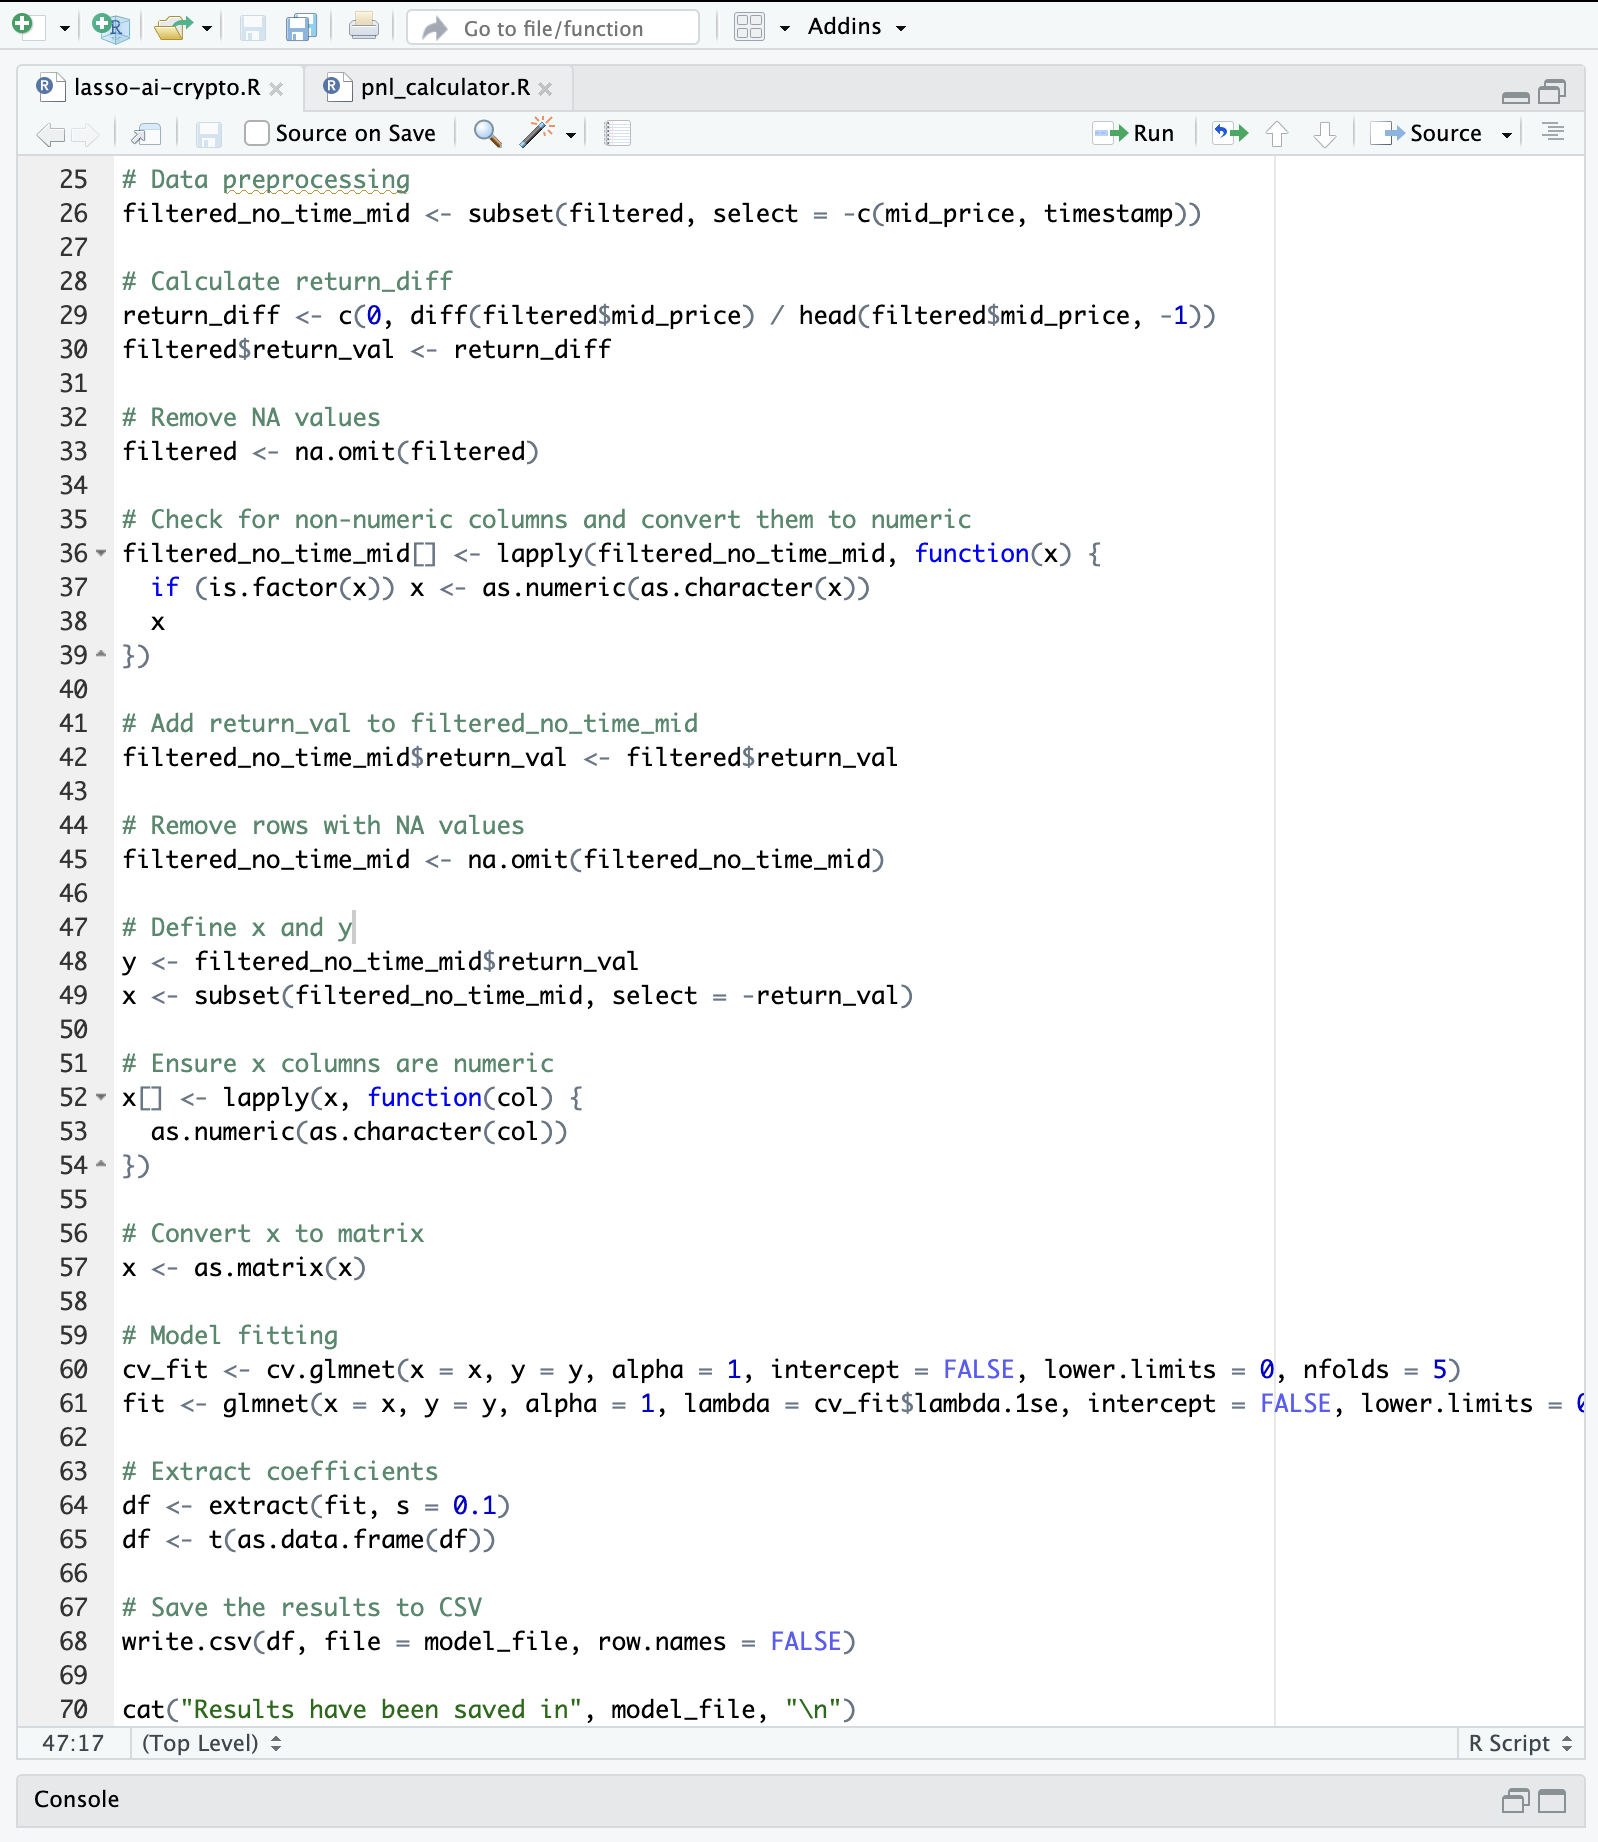 Go to file/function
Addins
lasso-ai-crypto.R
pnl_calculator.R
Source on Save
Run
Source
25 # Data preprocessing
26 filtered_no_time_mid <- subset(filtered, select = -c(mid_price, timestamp))
27
28 # Calculate return_diff
29 return_diff <- c(0, diff(filtered$mid_price) / head(filtered$mid_price, -1))
30 filtered$return_val <- return_diff
31
32 # Remove NA values
33 filtered <- na.omit(filtered)
34
35 # Check for non-numeric columns and convert them to numeric
36 filtered_no_time_mid[] <- lapply(filtered_no_time_mid, function(x) {
37   if (is.factor(x)) x <- as.numeric(as.character(x))
38   x
39 })
40
41 # Add return_val to filtered_no_time_mid
42 filtered_no_time_mid$return_val <- filtered$return_val
43
44 # Remove rows with NA values
45 filtered_no_time_mid <- na.omit(filtered_no_time_mid)
46
47 # Define x and y
48 y <- filtered_no_time_mid$return_val
49 x <- subset(filtered_no_time_mid, select = -return_val)
50
51 # Ensure x columns are numeric
52 x[] <- lapply(x, function(col) {
53   as.numeric(as.character(col))
54 })
55
56 # Convert x to matrix
57 x <- as.matrix(x)
58
59 # Model fitting
60 cv_fit <- cv.glmnet(x = x, y = y, alpha = 1, intercept = FALSE, lower.limits = 0, nfolds = 5)
61 fit <- glmnet(x = x, y = y, alpha = 1, lambda = cv_fit$lambda.1se, intercept = FALSE, lower.limits = 0
62
63 # Extract coefficients
64 df <- extract(fit, s = 0.1)
65 df <- t(as.data.frame(df))
66
67 # Save the results to CSV
68 write.csv(df, file = model_file, row.names = FALSE)
69
70 cat("Results have been saved in", model_file, "\n")
47:17 (Top Level) R Script
Console